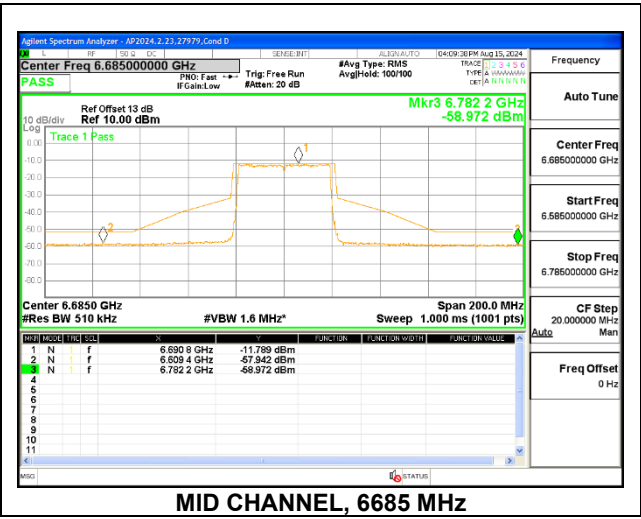 Agilent Spectrum Analyzer - AP2024.2.23,27979,Cond D
L RF 50 Ω DC SENSE:INT ALIGNAUTO 04:09:38 PM Aug 15, 2024
Center Freq 6.685000000 GHz #Avg Type: RMS TRACE 1 2 3 4 5 6
PASS PNO: Fast Trig: Free Run Avg|Hold: 100/100 TYPE A WWWWW
IFGain:Low #Atten: 20 dB DET A N N N N N
Mkr3 6.782 2 GHz
Ref Offset 13 dB
10 dB/div Ref 10.00 dBm -58.972 dBm
Log
Trace 1 Pass
0.00
1
-10.0
-20.0
-30.0
-40.0
-50.0
2
3
-60.0
-70.0
-80.0
Center 6.6850 GHz Span 200.0 MHz
#Res BW 510 kHz #VBW 1.6 MHz* Sweep 1.000 ms (1001 pts)
MKR MODE TRC SCL X Y FUNCTION FUNCTION WIDTH FUNCTION VALUE
1 N 1 f 6.690 8 GHz -11.789 dBm
2 N 1 f 6.609 4 GHz -57.942 dBm
3 N 1 f 6.782 2 GHz -58.972 dBm
4
5
6
7
8
9
10
11
MSG STATUS
Frequency
Auto Tune
Center Freq
6.685000000 GHz
Start Freq
6.585000000 GHz
Stop Freq
6.785000000 GHz
CF Step
20.000000 MHz
Auto Man
Freq Offset
0 Hz
MID CHANNEL, 6685 MHz